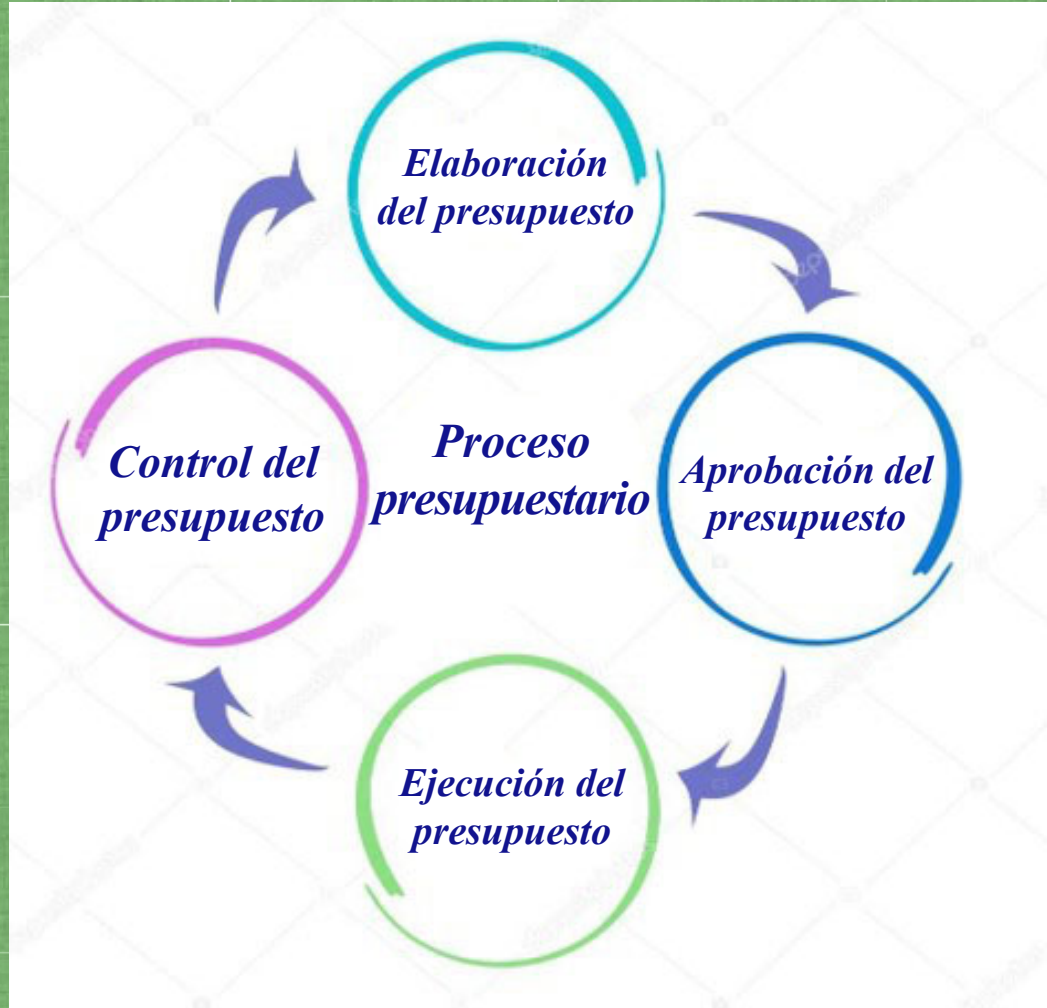 Elaboración
del presupuesto
Proceso
presupuestario
Control del
presupuesto
Aprobación del
presupuesto
Ejecución del
presupuesto